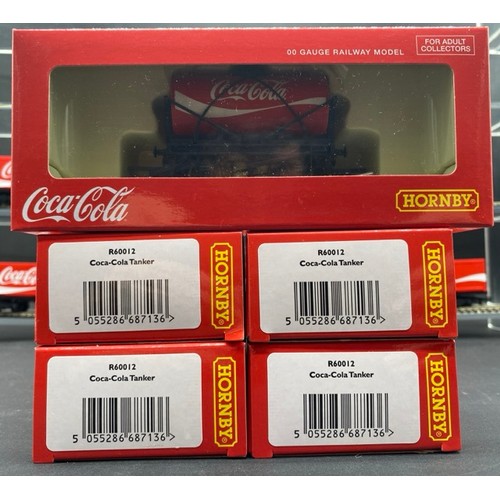 FOR ADULT
COLLECTORS
00 GAUGE RAILWAY MODEL
Coca-Cola
Coca-Cola
HORNBY®
R60012
Coca-Cola Tanker
5 055286 687136 >
HORNBY®
R60012
Coca-Cola Tanker
5 055286 687136 >
HORNBY®
R60012
Coca-Cola Tanker
5 055286 687136 >
HORNBY®
R60012
Coca-Cola Tanker
5 055286 687136 >
HORNBY®